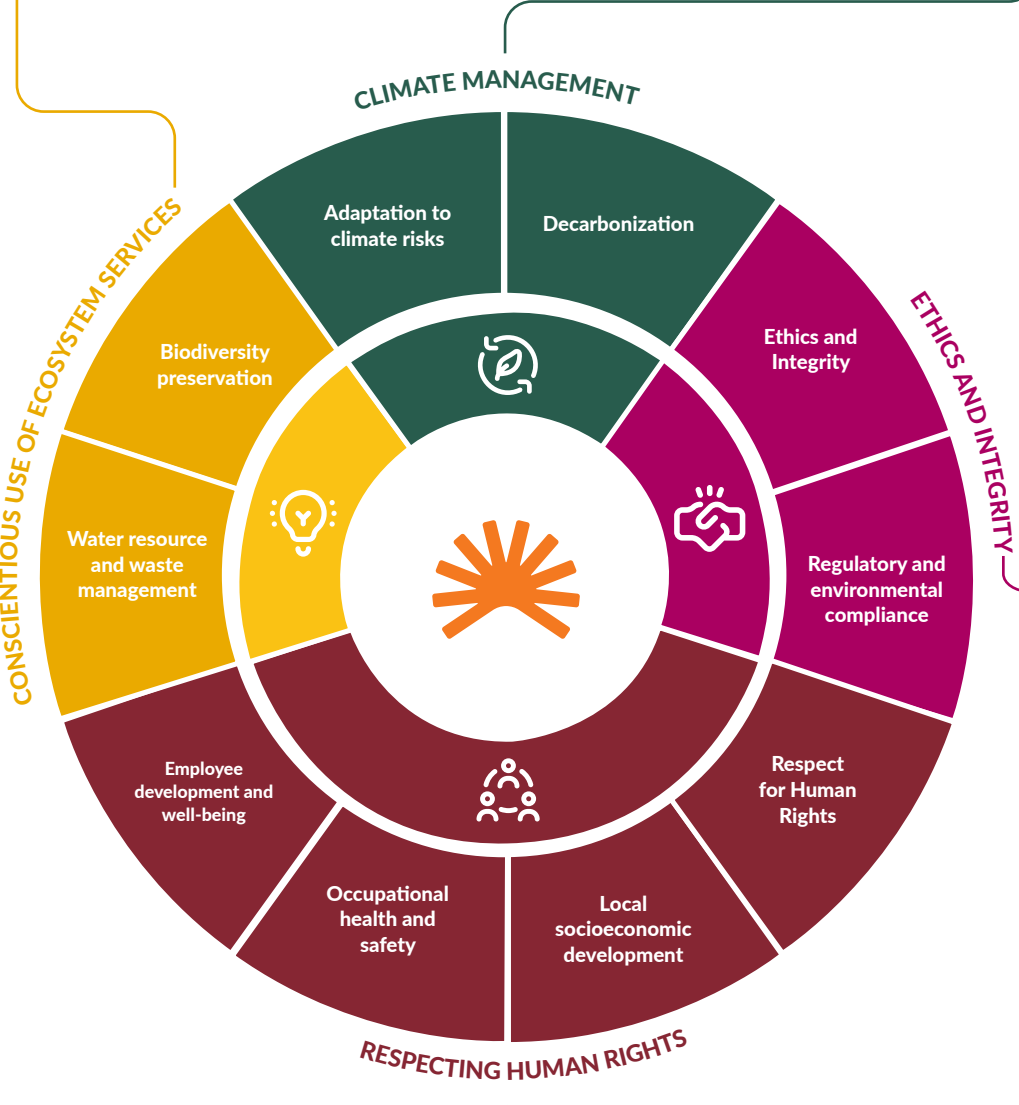 CLIMATE MANAGEMENT
Adaptation to
climate risks
Decarbonization
ETHICS AND INTEGRITY
Ethics and
Integrity
Regulatory and
environmental
compliance
Respect
for Human
Rights
Local
socioeconomic
development
Occupational
health and
safety
Employee
development and
well-being
RESPECTING HUMAN RIGHTS
CONSCIENTIOUS USE OF ECOSYSTEM SERVICES
Water resource
and waste
management
Biodiversity
preservation